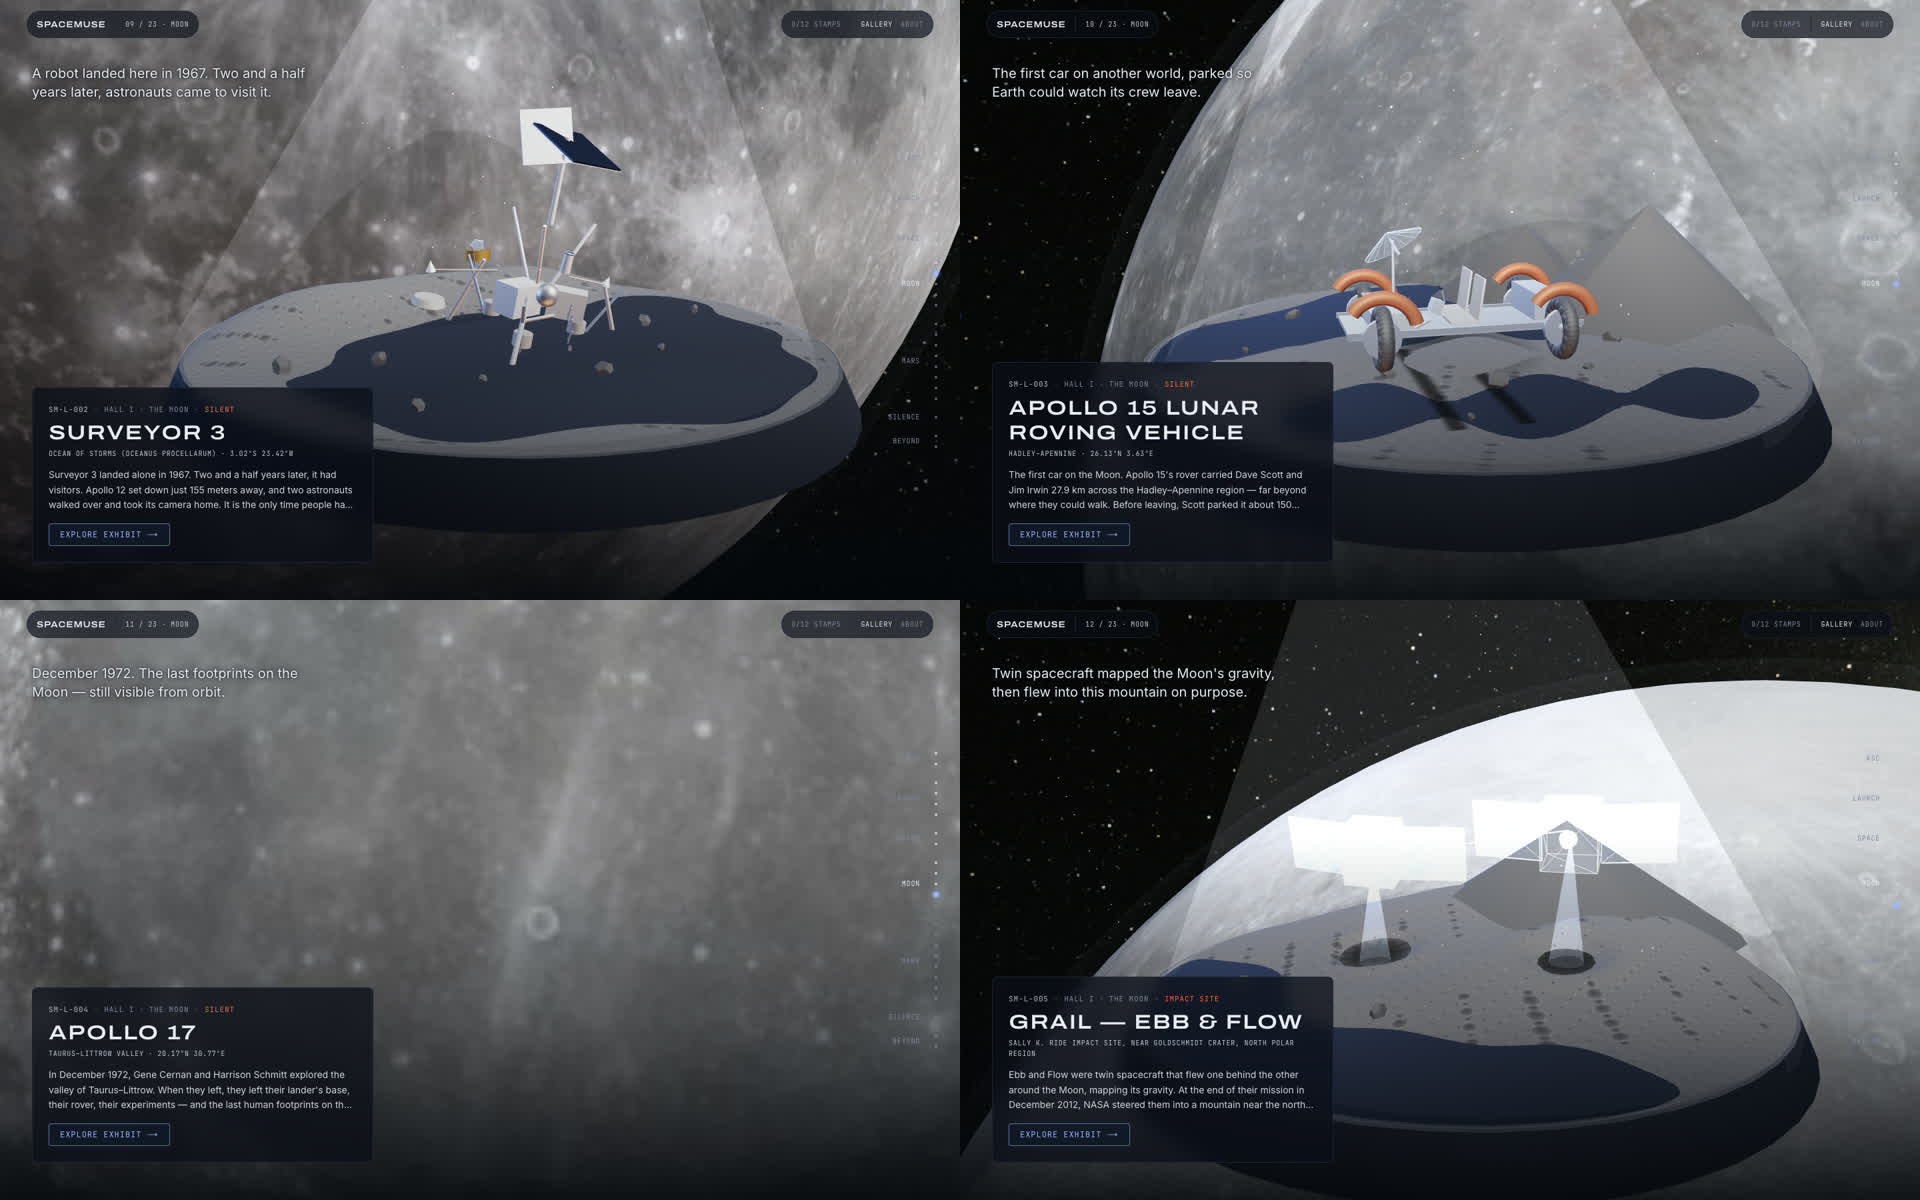 SPACEMUSE 09 / 23 · MOON
0/12 STAMPS GALLERY ABOUT
A robot landed here in 1967. Two and a half
years later, astronauts came to visit it.
MOON
MARS
SILENCE
BEYOND
SM-L-002 · HALL I · THE MOON · SILENT
SURVEYOR 3
OCEAN OF STORMS (OCEANUS PROCELLARUM) · 3.02°S 23.42°W
Surveyor 3 landed alone in 1967. Two and a half years later, it had
visitors. Apollo 12 set down just 155 meters away, and two astronauts
walked over and took its camera home. It is the only time people ha...
EXPLORE EXHIBIT →
SPACEMUSE 10 / 23 · MOON
0/12 STAMPS GALLERY ABOUT
The first car on another world, parked so
Earth could watch its crew leave.
LAUNCH
SPACE
MOON
SM-L-003 · HALL I · THE MOON · SILENT
APOLLO 15 LUNAR
ROVING VEHICLE
HADLEY-APENNINE · 26.13°N 3.63°E
The first car on the Moon. Apollo 15's rover carried Dave Scott and
Jim Irwin 27.9 km across the Hadley–Apennine region — far beyond
where they could walk. Before leaving, Scott parked it about 150...
EXPLORE EXHIBIT →
SPACEMUSE 11 / 23 · MOON
0/12 STAMPS GALLERY ABOUT
December 1972. The last footprints on the
Moon — still visible from orbit.
MOON
MARS
SILENCE
BEYOND
SM-L-004 · HALL I · THE MOON · SILENT
APOLLO 17
TAURUS-LITTROW VALLEY · 20.17°N 30.77°E
In December 1972, Gene Cernan and Harrison Schmitt explored the
valley of Taurus–Littrow. When they left, they left their lander's base,
their rover, their experiments — and the last human footprints on th...
EXPLORE EXHIBIT →
SPACEMUSE 12 / 23 · MOON
0/12 STAMPS GALLERY ABOUT
Twin spacecraft mapped the Moon's gravity,
then flew into this mountain on purpose.
ASC
LAUNCH
SPACE
MOON
SM-L-005 · HALL I · THE MOON · IMPACT SITE
GRAIL — EBB & FLOW
SALLY K. RIDE IMPACT SITE, NEAR GOLDSCHMIDT CRATER, NORTH POLAR
REGION
Ebb and Flow were twin spacecraft that flew one behind the other
around the Moon, mapping its gravity. At the end of their mission in
December 2012, NASA steered them into a mountain near the north...
EXPLORE EXHIBIT →